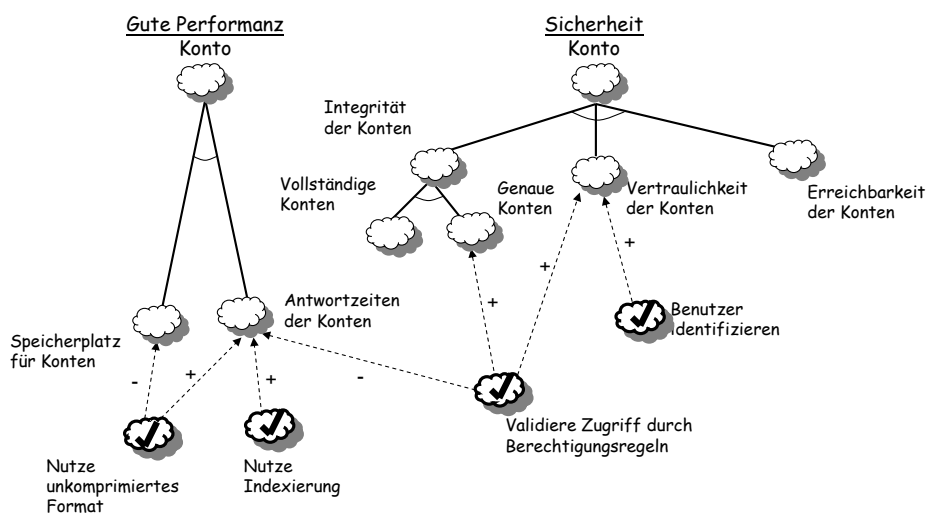 Gute Performanz
Konto
Sicherheit
Konto
Integrität
der Konten
Vollständige
Konten
Genaue
Konten
Vertraulichkeit
der Konten
Erreichbarkeit
der Konten
+
+
+
Antwortzeiten
der Konten
Benutzer
identifizieren
Speicherplatz
für Konten
-
+
+
-
Validiere Zugriff durch
Berechtigungsregeln
Nutze
unkomprimiertes
Format
Nutze
Indexierung